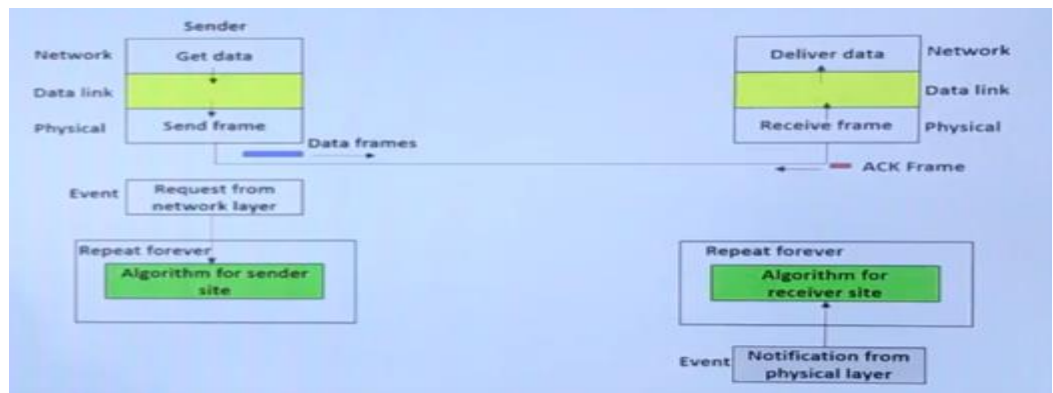 Sender
Network
Get data
Data link
Physical
Send frame
Data frames
Deliver data
Network
Data link
Receive frame
Physical
ACK Frame
Event
Request from
network layer
Repeat forever
Algorithm for sender
site
Repeat forever
Algorithm for
receiver site
Event
Notification from
physical layer